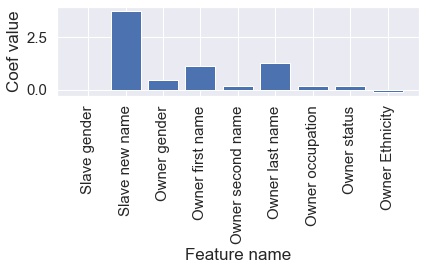 Coef value
2.5
0.0
Slave gender
Slave new name
Owner gender
Owner first name
Owner second name
Owner last name
Owner occupation
Owner status
Owner Ethnicity
Feature name